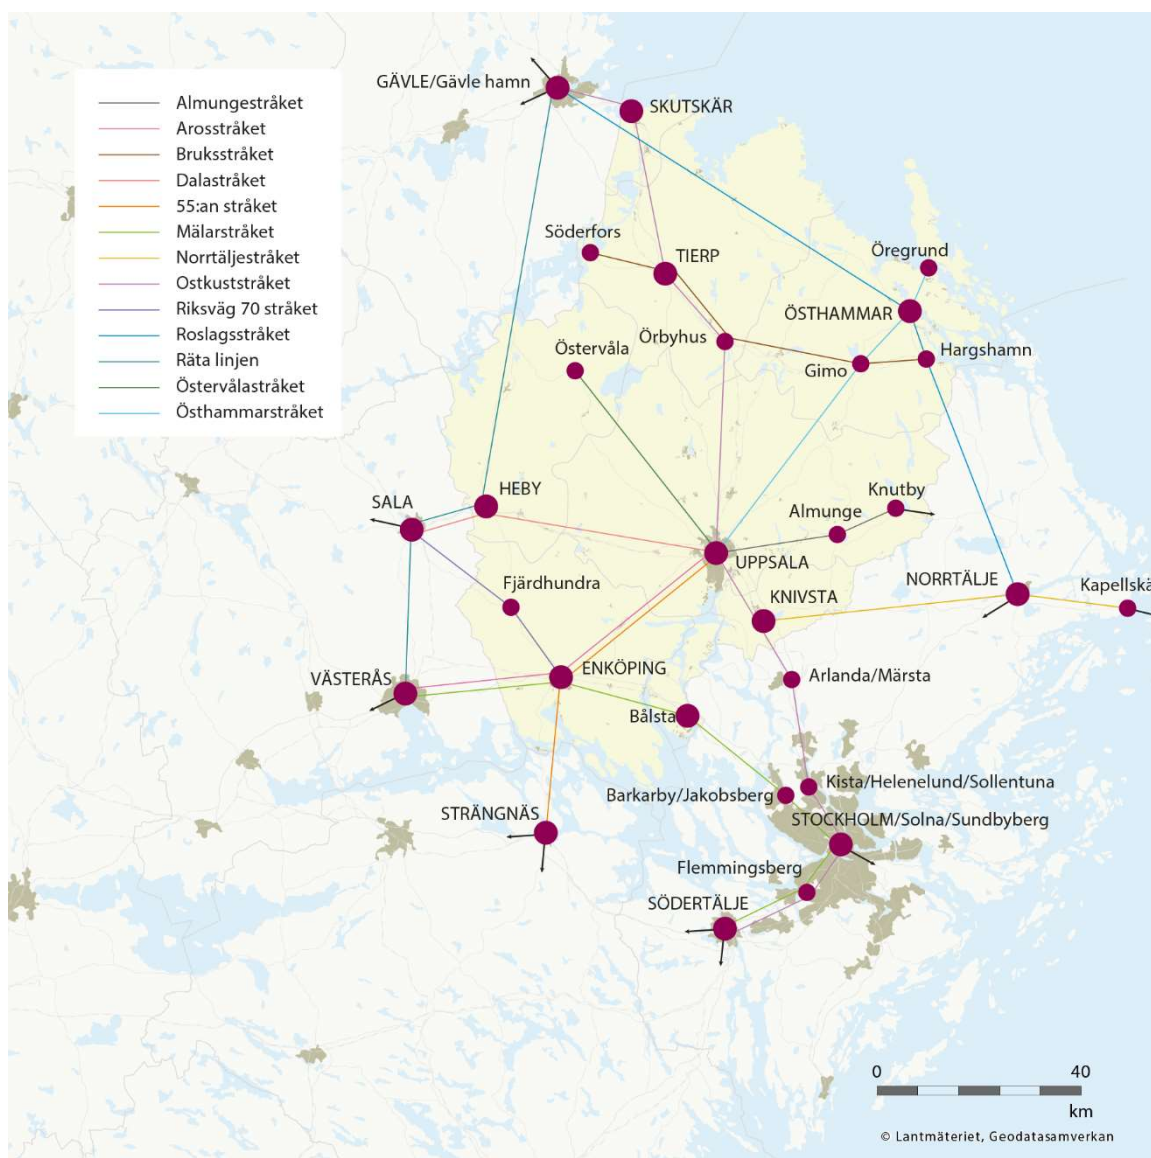 GÄVLE/Gävle hamn
SKUTSKÄR
Almungestråket
Arosstråket
Bruksstråket
Dalastråket
55:an stråket
Mälarstråket
Norrtäljestråket
Ostkuststråket
Riksväg 70 stråket
Roslagsstråket
Räta linjen
Östervålastråket
Östhammarstråket
Söderfors
TIERP
Öregrund
ÖSTHAMMAR
Örbyhus
Östervåla
Gimo
Hargshamn
HEBY
SALA
Knutby
Almunge
UPPSALA
Fjärdhundra
KNIVSTA
NORRTÄLJE
Kapellskä
ENKÖPING
VÄSTERÅS
Arlanda/Märsta
Bålsta
Kista/Helenelund/Sollentuna
Barkarby/Jakobsberg
STRÄNGNÄS
STOCKHOLM/Solna/Sundbyberg
Flemmingsberg
SÖDERTÄLJE
0 40
km
© Lantmäteriet, Geodatasamverkan